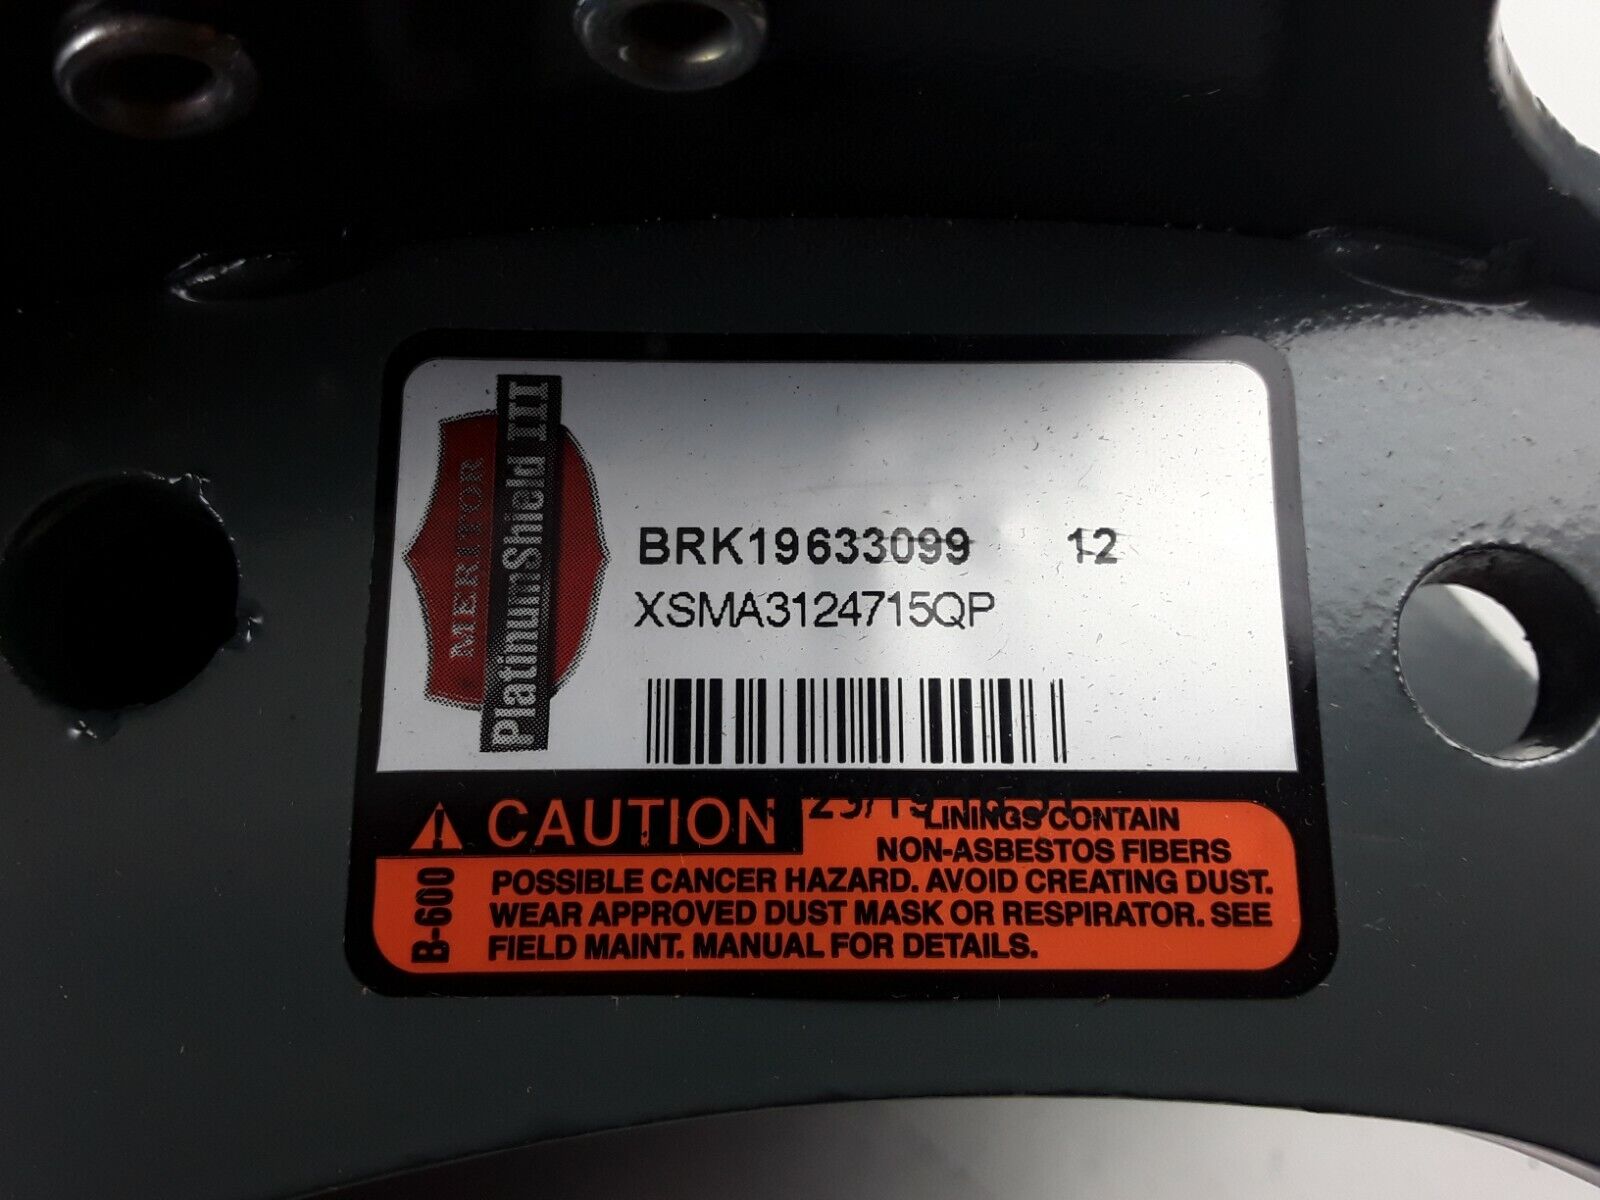 MERITOR
PlatinumShield III
BRK19633099 12
XSMA3124715QP
CAUTION
LININGS CONTAIN
NON-ASBESTOS FIBERS
POSSIBLE CANCER HAZARD. AVOID CREATING DUST.
WEAR APPROVED DUST MASK OR RESPIRATOR. SEE
FIELD MAINT. MANUAL FOR DETAILS.
B-600